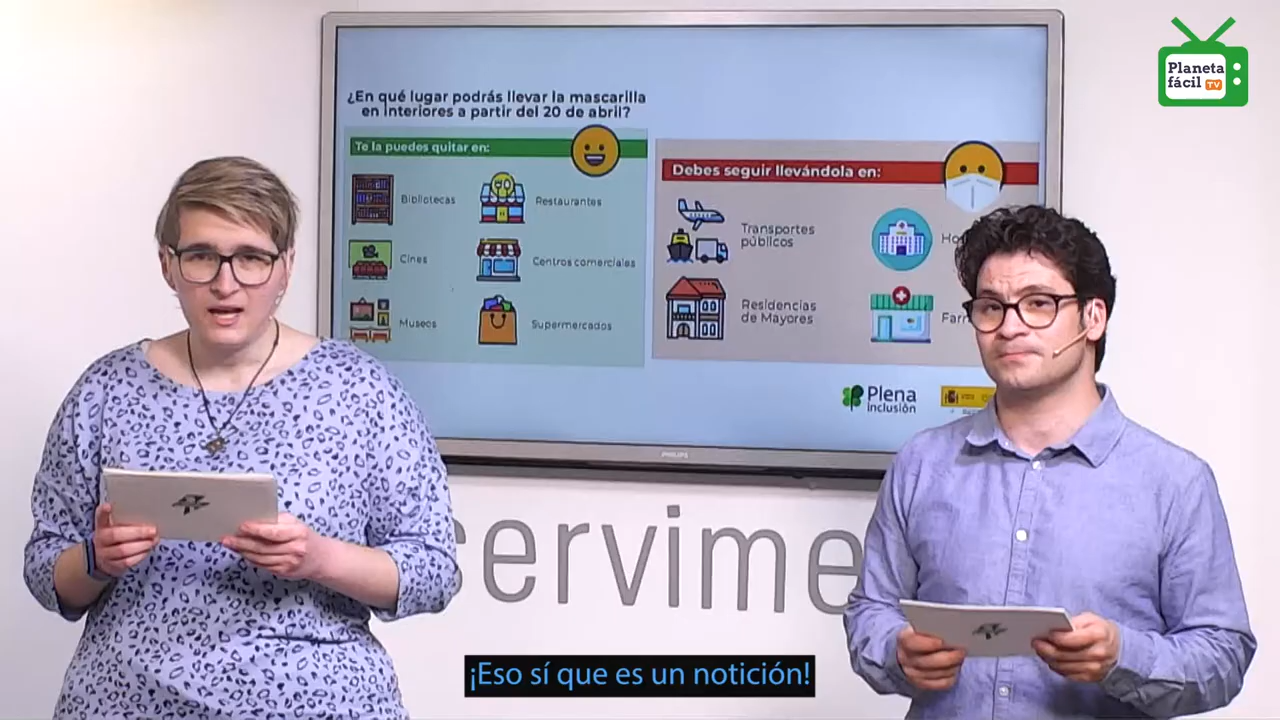 Planeta
fácil TV
¿En qué lugar podrás llevar la mascarilla
en interiores a partir del 20 de abril?
Te la puedes quitar en:
Bibliotecas
Restaurantes
Cines
Centros comerciales
Museos
Supermercados
Debes seguir llevándola en:
Transportes
públicos
Residencias
de Mayores
Plena
inclusión
PHILIPS
servime
¡Eso sí que es un notición!